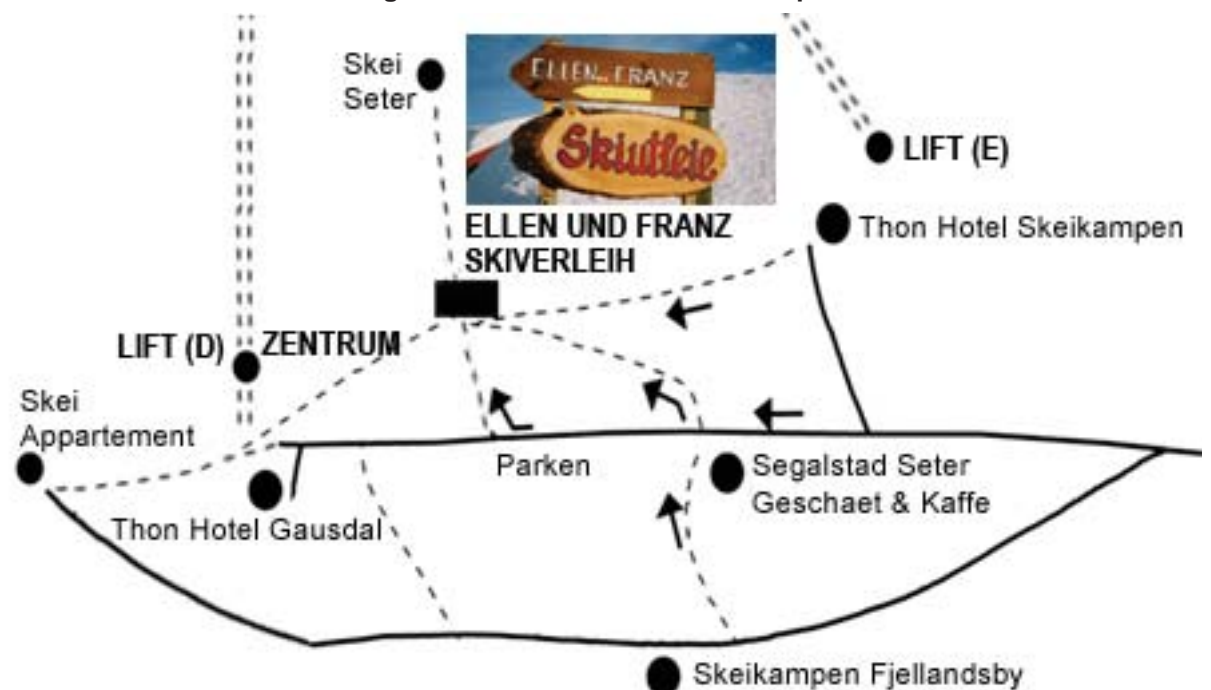 Skei
Seter
ELLEN og FRANZ
Skiutleie
LIFT (E)
ELLEN UND FRANZ
SKIVERLEIH
Thon Hotel Skeikampen
LIFT (D)
ZENTRUM
Skei
Appartement
Parken
Segalstad Seter
Geschaet & Kaffe
Thon Hotel Gausdal
Skeikampen Fjellandsby